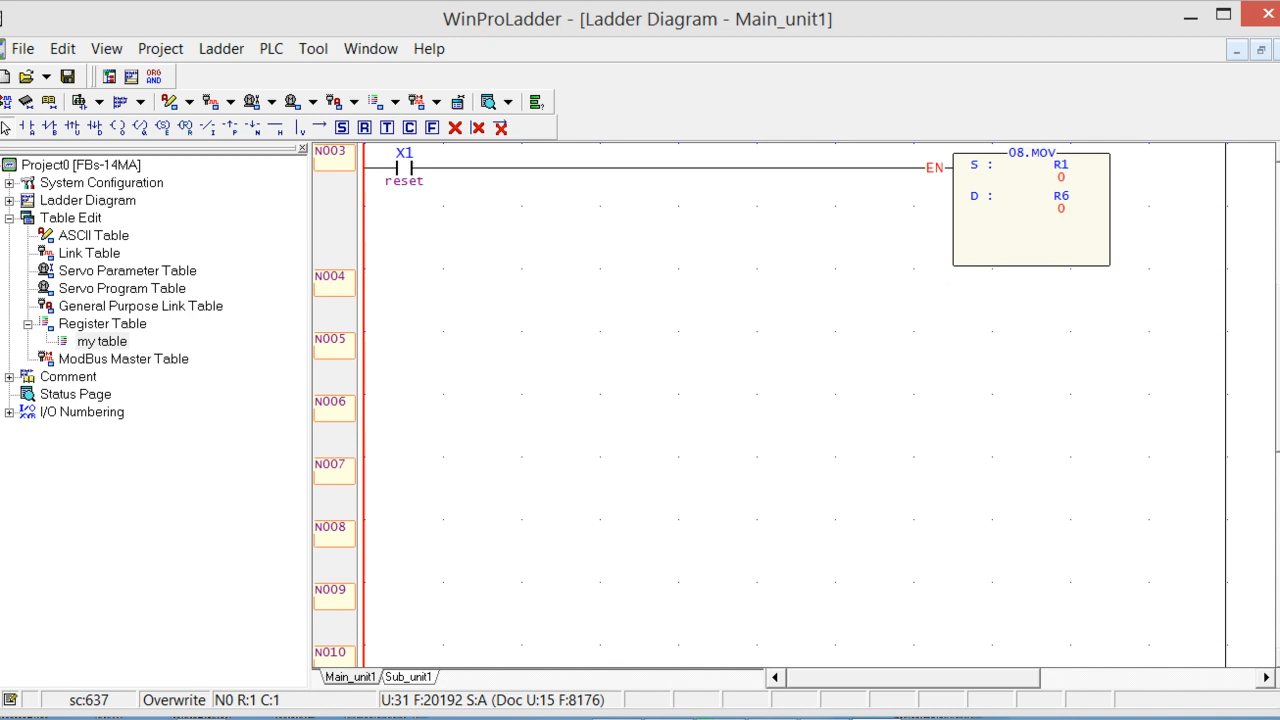 WinProLadder - [Ladder Diagram - Main_unit1]
File Edit View Project Ladder PLC Tool Window Help
ORG
AND
S R T C F
Project0 [FBs-14MA]
System Configuration
Ladder Diagram
Table Edit
ASCII Table
Link Table
Servo Parameter Table
Servo Program Table
General Purpose Link Table
Register Table
my table
ModBus Master Table
Comment
Status Page
I/O Numbering
N003
X1
reset
EN
08.MOV
S : R1
0
D : R6
0
N004
N005
N006
N007
N008
N009
N010
Main_unit1 Sub_unit1
sc:637 Overwrite N0 R:1 C:1 U:31 F:20192 S:A (Doc U:15 F:8176)